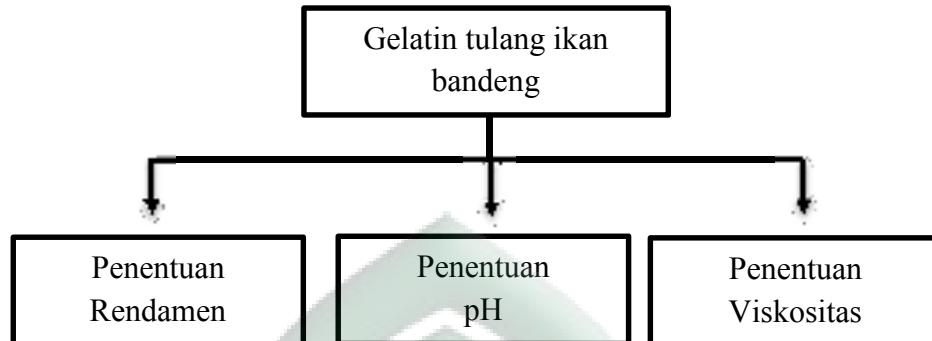 Gelatin tulang ikan
bandeng
Penentuan
Rendamen
Penentuan
pH
Penentuan
Viskositas